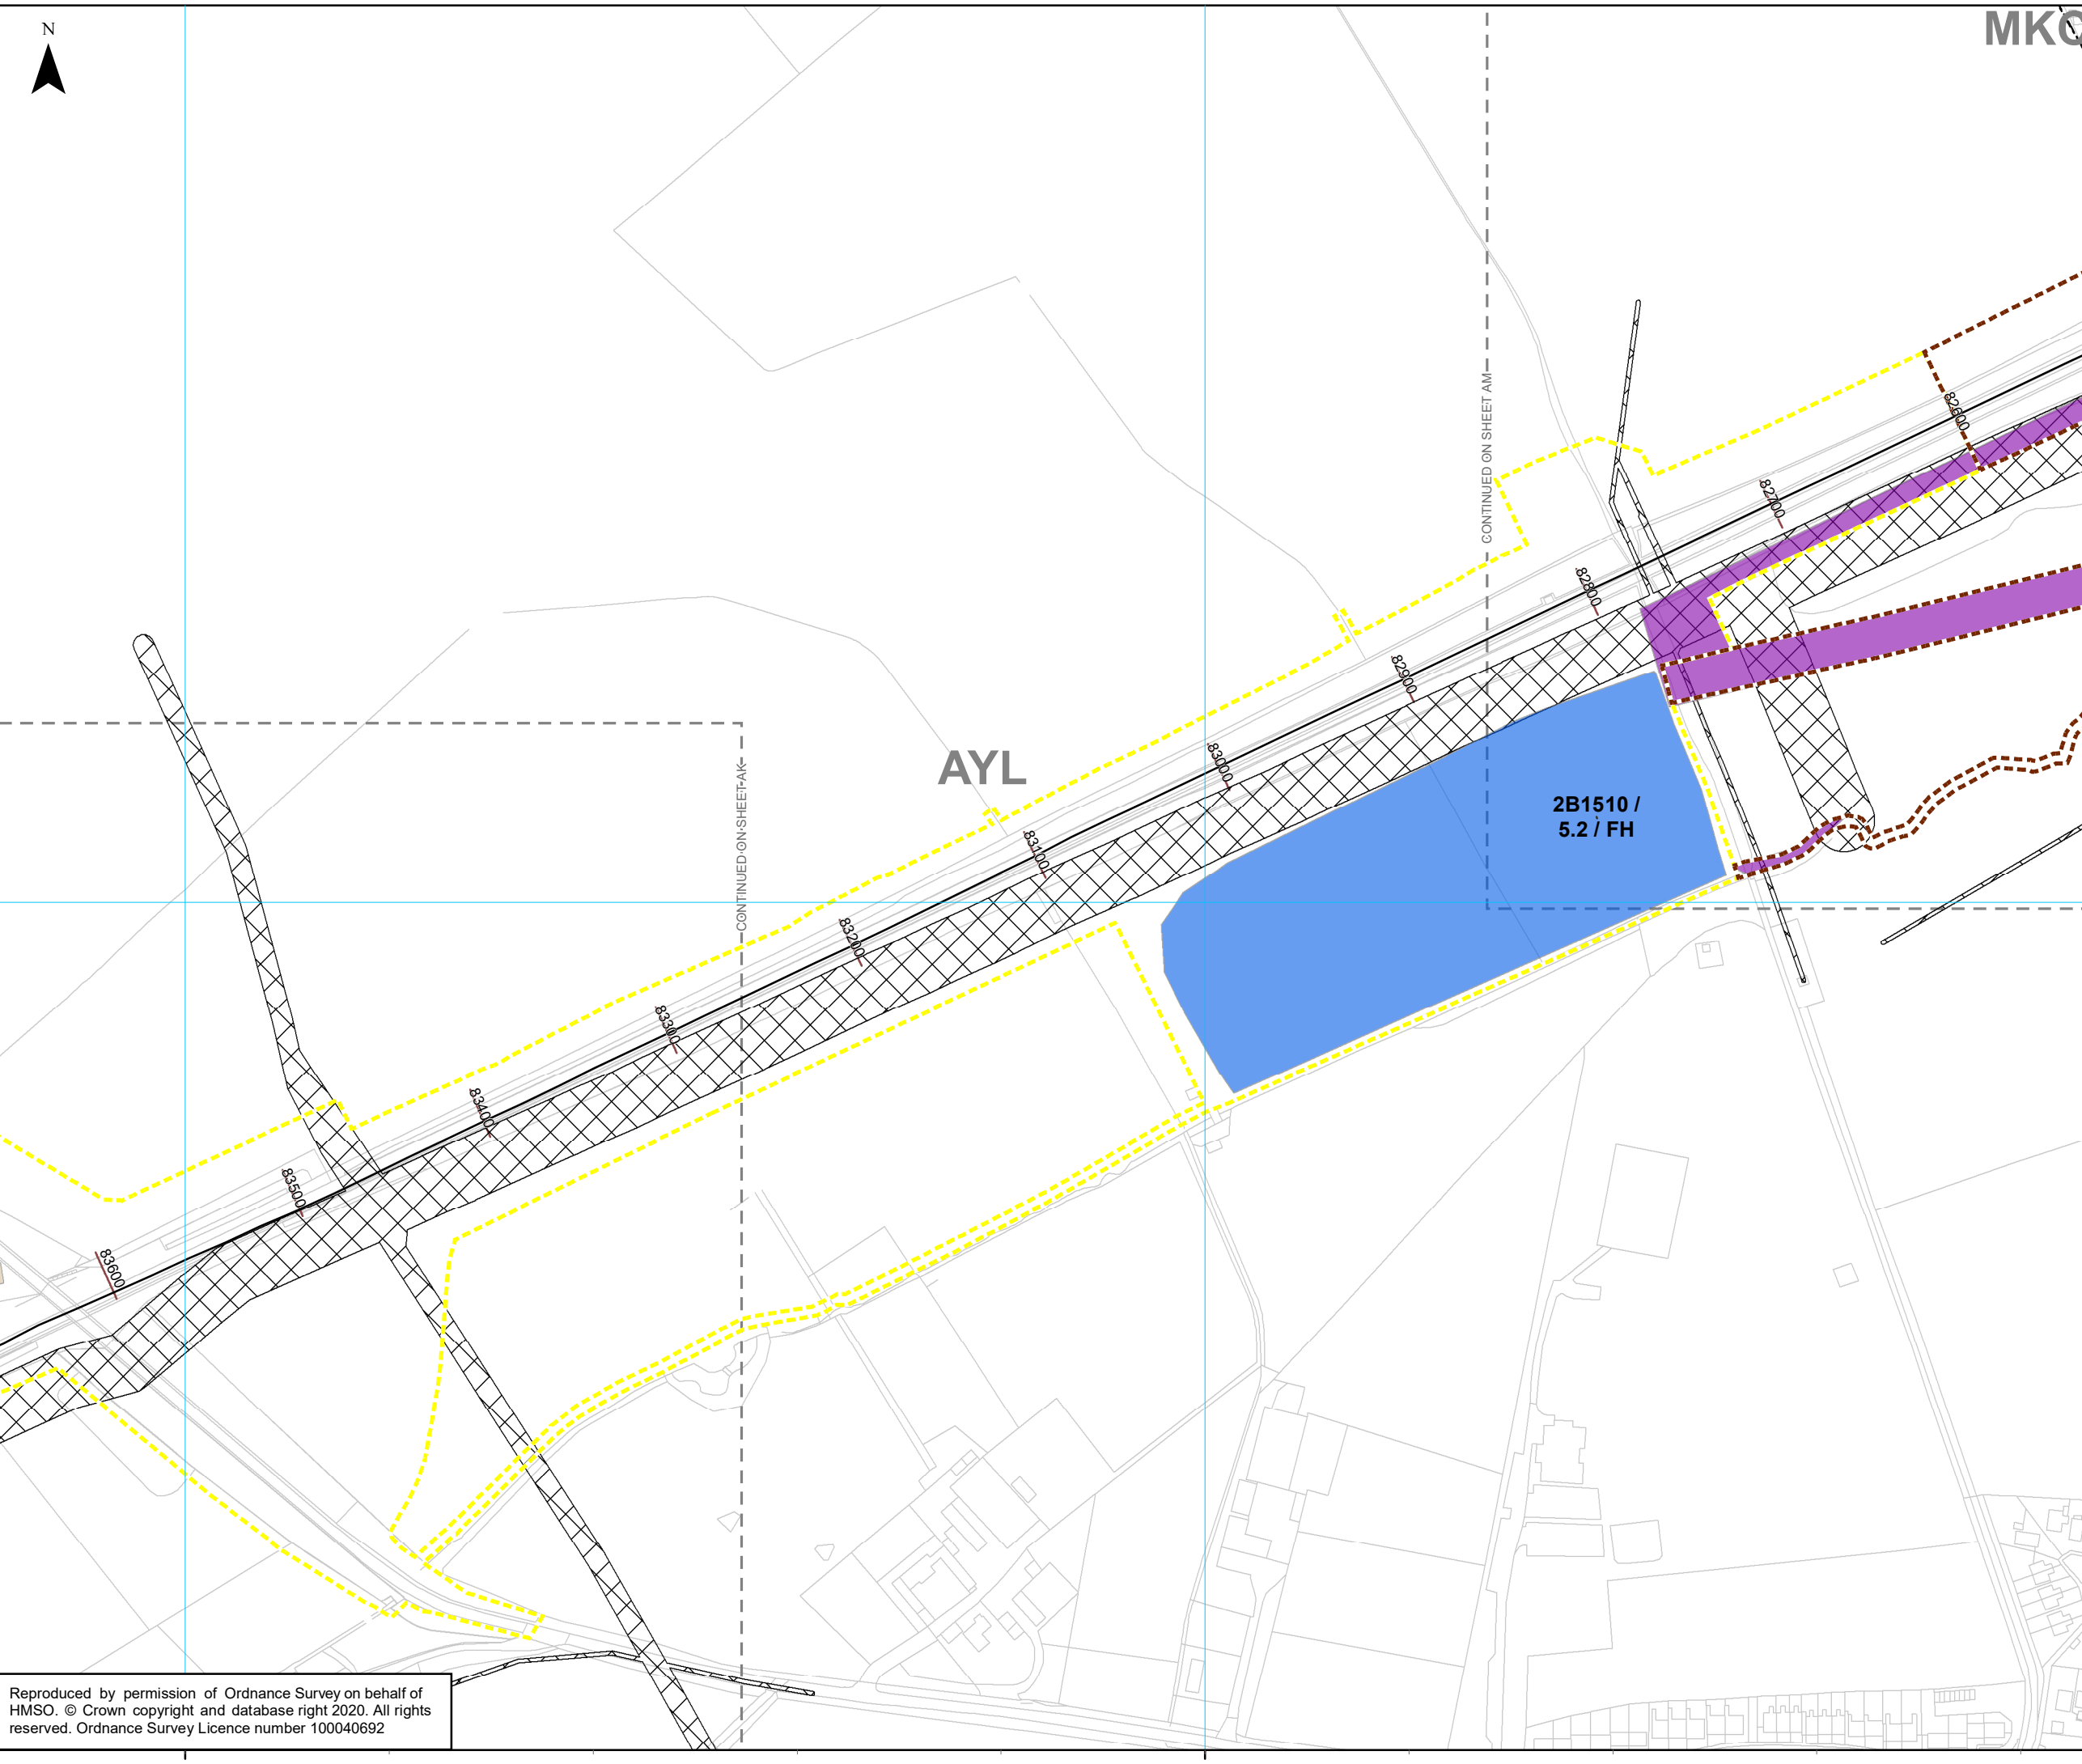 N
MK
CONTINUED ON SHEET AM
82600
82700
82800
82900
AYL
83000
2B1510 /
5.2 / FH
CONTINUED ON SHEET AK
83100
83200
83300
83400
83500
83600
Reproduced by permission of Ordnance Survey on behalf of
HMSO. © Crown copyright and database right 2020. All rights
reserved. Ordnance Survey Licence number 100040692